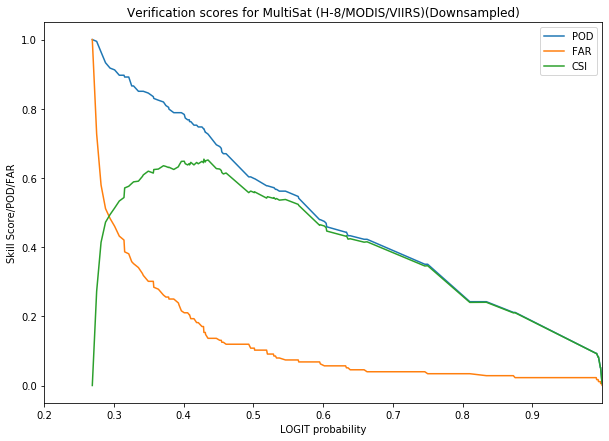 Verification scores for MultiSat (H-8/MODIS/VIIRS)(Downsampled)
POD
FAR
CSI
1.0
0.8
0.6
0.4
0.2
0.0
Skill Score/POD/FAR
0.2 0.3 0.4 0.5 0.6 0.7 0.8 0.9
LOGIT probability